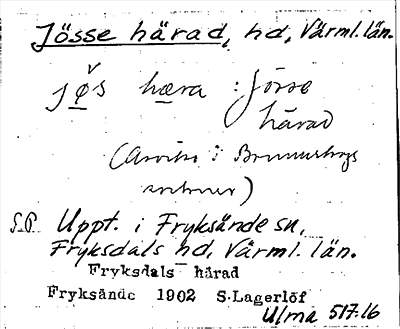 Jösse härad, hd, Värml. län.
jøs hæra : Jösse
härad
(Arvika i Brunnskogs
socknar)
S.P. Uppt. i Fryksände sn,
Fryksdals hd, Värml. län.
Fryksdals härad
Fryksände 1902 S.Lagerlöf
Ulma 517:16